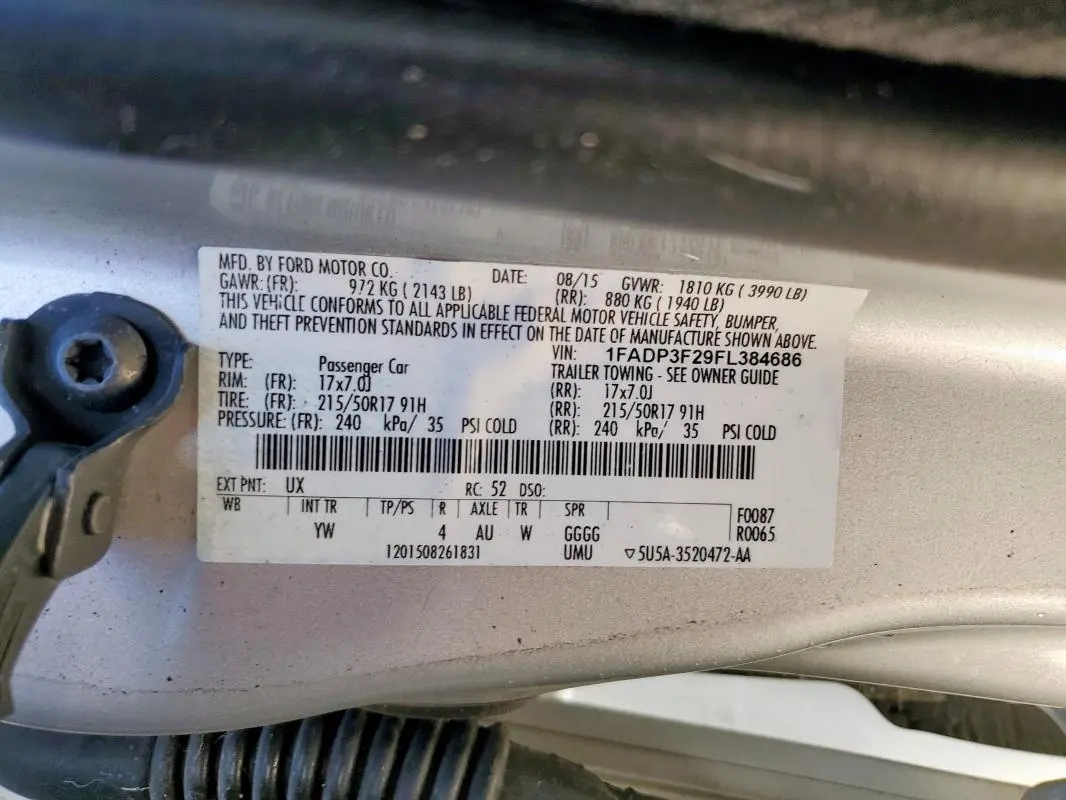 MFD. BY FORD MOTOR CO. DATE: 08/15 GVWR: 1810 KG ( 3990 LB)
GAWR: (FR): 972 KG ( 2143 LB) (RR): 880 KG ( 1940 LB)
THIS VEHICLE CONFORMS TO ALL APPLICABLE FEDERAL MOTOR VEHICLE SAFETY, BUMPER,
AND THEFT PREVENTION STANDARDS IN EFFECT ON THE DATE OF MANUFACTURE SHOWN ABOVE.
VIN: 1FADP3F29FL384686
TYPE: Passenger Car TRAILER TOWING - SEE OWNER GUIDE
RIM: (FR): 17x7.0J (RR): 17x7.0J
TIRE: (FR): 215/50R17 91H (RR): 215/50R17 91H
PRESSURE: (FR): 240 kPa/ 35 PSI COLD (RR): 240 kPa/ 35 PSI COLD
EXT PNT: UX RC: 52 DSO:
WB INT TR TP/PS R AXLE TR SPR F0087
YW 4 AU W GGGG R0065
1201508261831 UMU ▽5U5A-3520472-AA